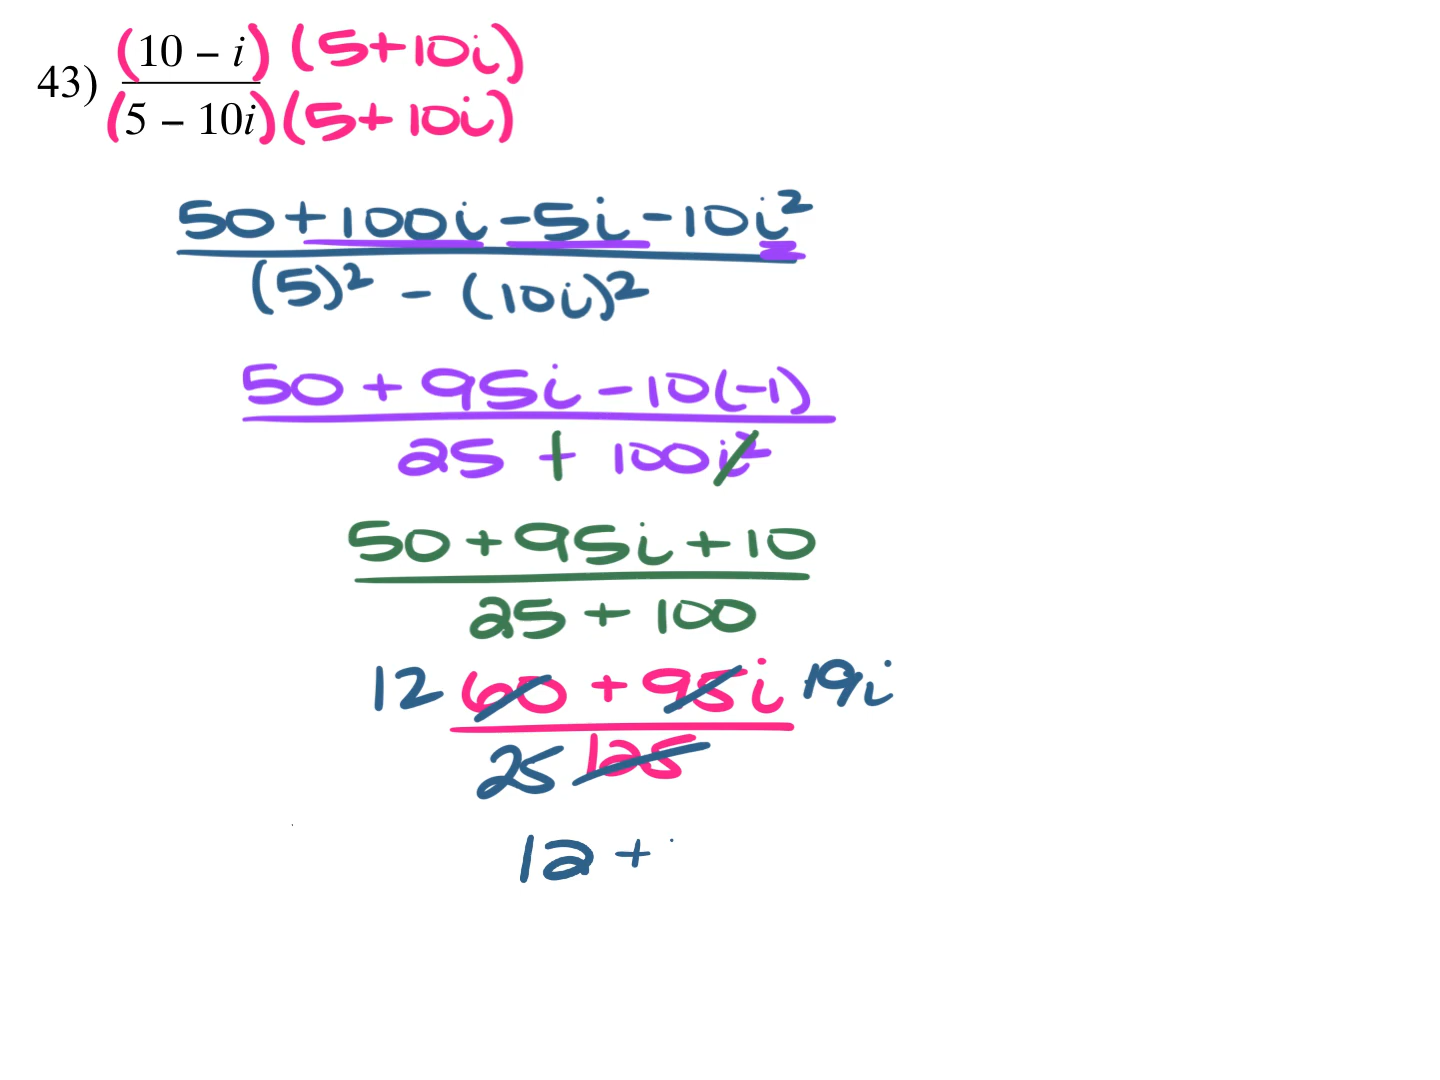 43) (10 – i) (5+10i)
(5 – 10i)(5+10i)
50+100i-5i-10i²
(5)² - (10i)²
50 + 95i - 10(-1)
25 + 100i²
50+95i+10
25 + 100
12 60 + 95i 19i
25 125
12 +